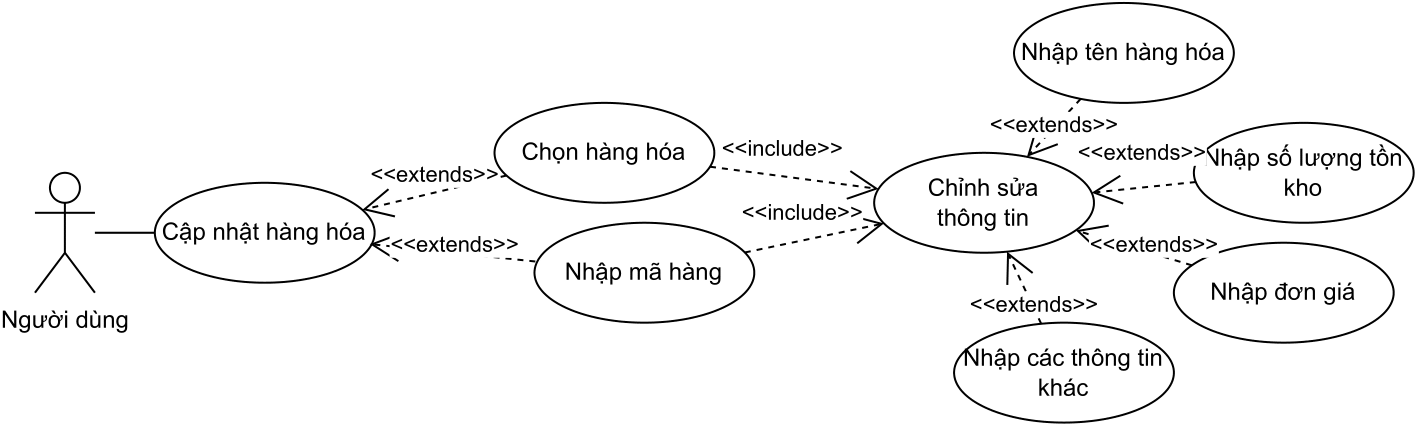 Nhập tên hàng hóa
<<extends>>
Chọn hàng hóa
<<include>>
<<extends>>
Nhập số lượng tồn
kho
<<extends>>
Chỉnh sửa
thông tin
Cập nhật hàng hóa
<<include>>
<<extends>>
<<extends>>
Nhập mã hàng
Nhập đơn giá
<<extends>>
Người dùng
Nhập các thông tin
khác